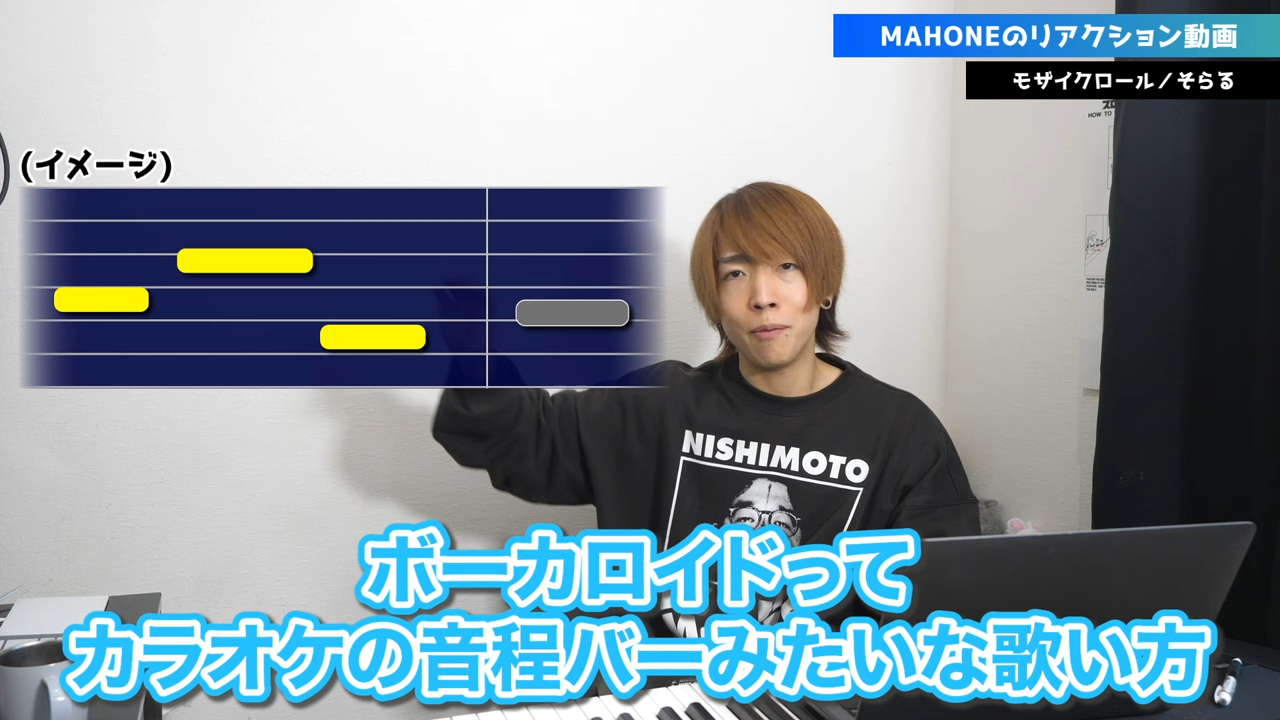 MAHONEのリアクション動画
モザイクロール/そらる
(イメージ)
HOW TO
NISHIMOTO
ボーカロイドって
カラオケの音程バーみたいな歌い方